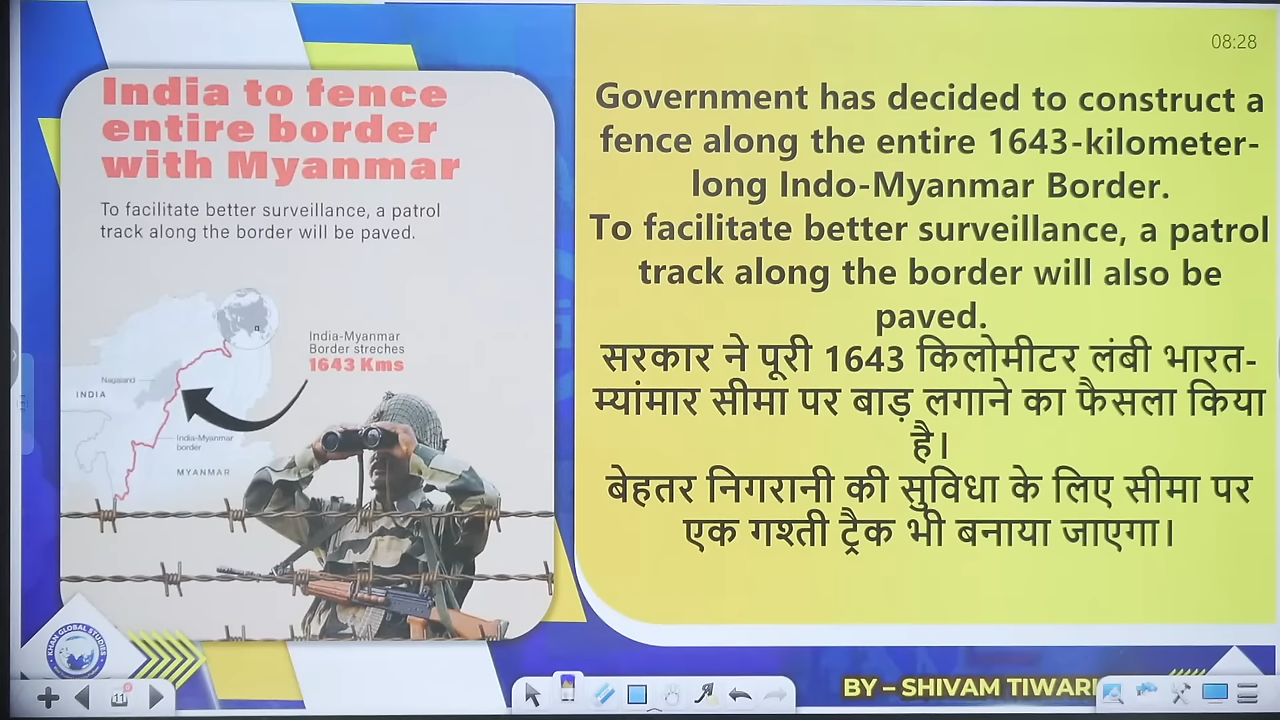 08:28
India to fence
entire border
with Myanmar
To facilitate better surveillance, a patrol
track along the border will be paved.
India-Myanmar
Border streches
1643 Kms
Nagaland
INDIA
India-Myanmar
border
MYANMAR
Government has decided to construct a
fence along the entire 1643-kilometer-
long Indo-Myanmar Border.
To facilitate better surveillance, a patrol
track along the border will also be
paved.
सरकार ने पूरी 1643 किलोमीटर लंबी भारत-
म्यांमार सीमा पर बाड़ लगाने का फैसला किया
है।
बेहतर निगरानी की सुविधा के लिए सीमा पर
एक गश्ती ट्रैक भी बनाया जाएगा।
KHAN GLOBAL STUDIES
11
BY – SHIVAM TIWARI